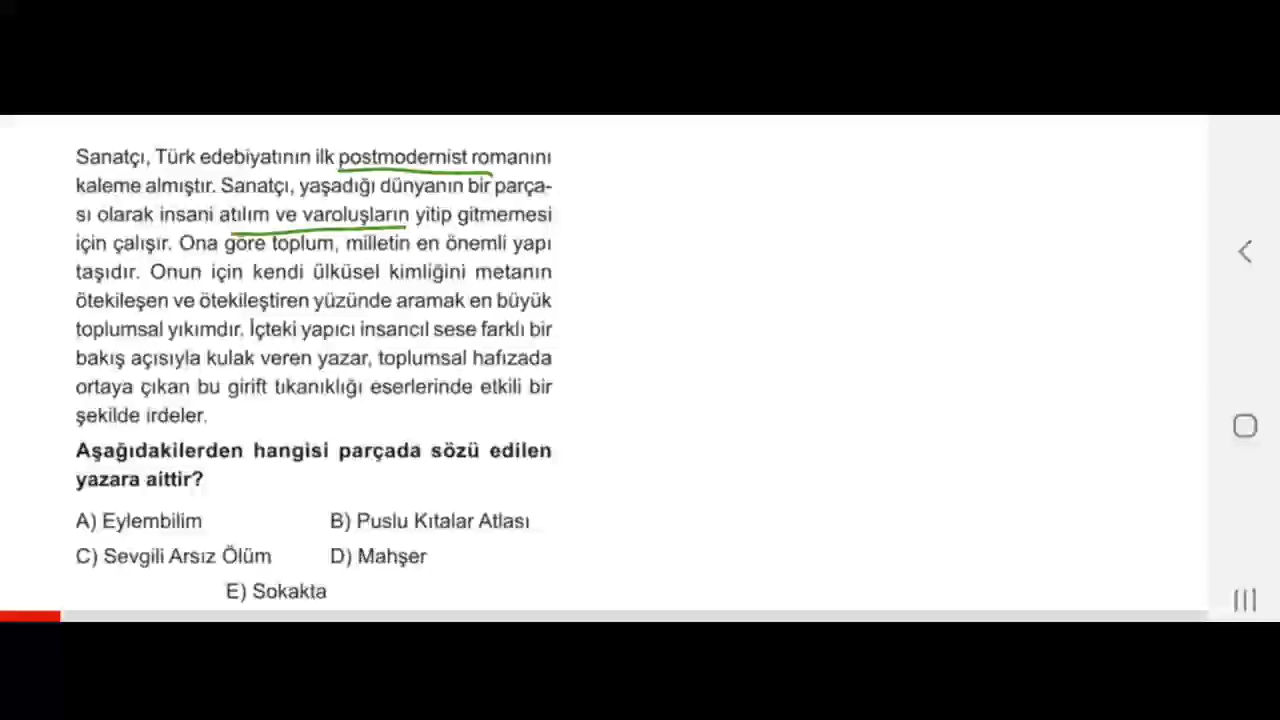 Sanatçı, Türk edebiyatının ilk postmodernist romanını
kaleme almıştır. Sanatçı, yaşadığı dünyanın bir parça-
sı olarak insani atılım ve varoluşların yitip gitmemesi
için çalışır. Ona göre toplum, milletin en önemli yapı
taşıdır. Onun için kendi ülküsel kimliğini metanın
ötekileşen ve ötekileştiren yüzünde aramak en büyük
toplumsal yıkımdır. İçteki yapıcı insancıl sese farklı bir
bakış açısıyla kulak veren yazar, toplumsal hafızada
ortaya çıkan bu girift tıkanıklığı eserlerinde etkili bir
şekilde irdeler.
Aşağıdakilerden hangisi parçada sözü edilen
yazara aittir?
A) Eylembilim
B) Puslu Kıtalar Atlası
C) Sevgili Arsız Ölüm
D) Mahşer
E) Sokakta